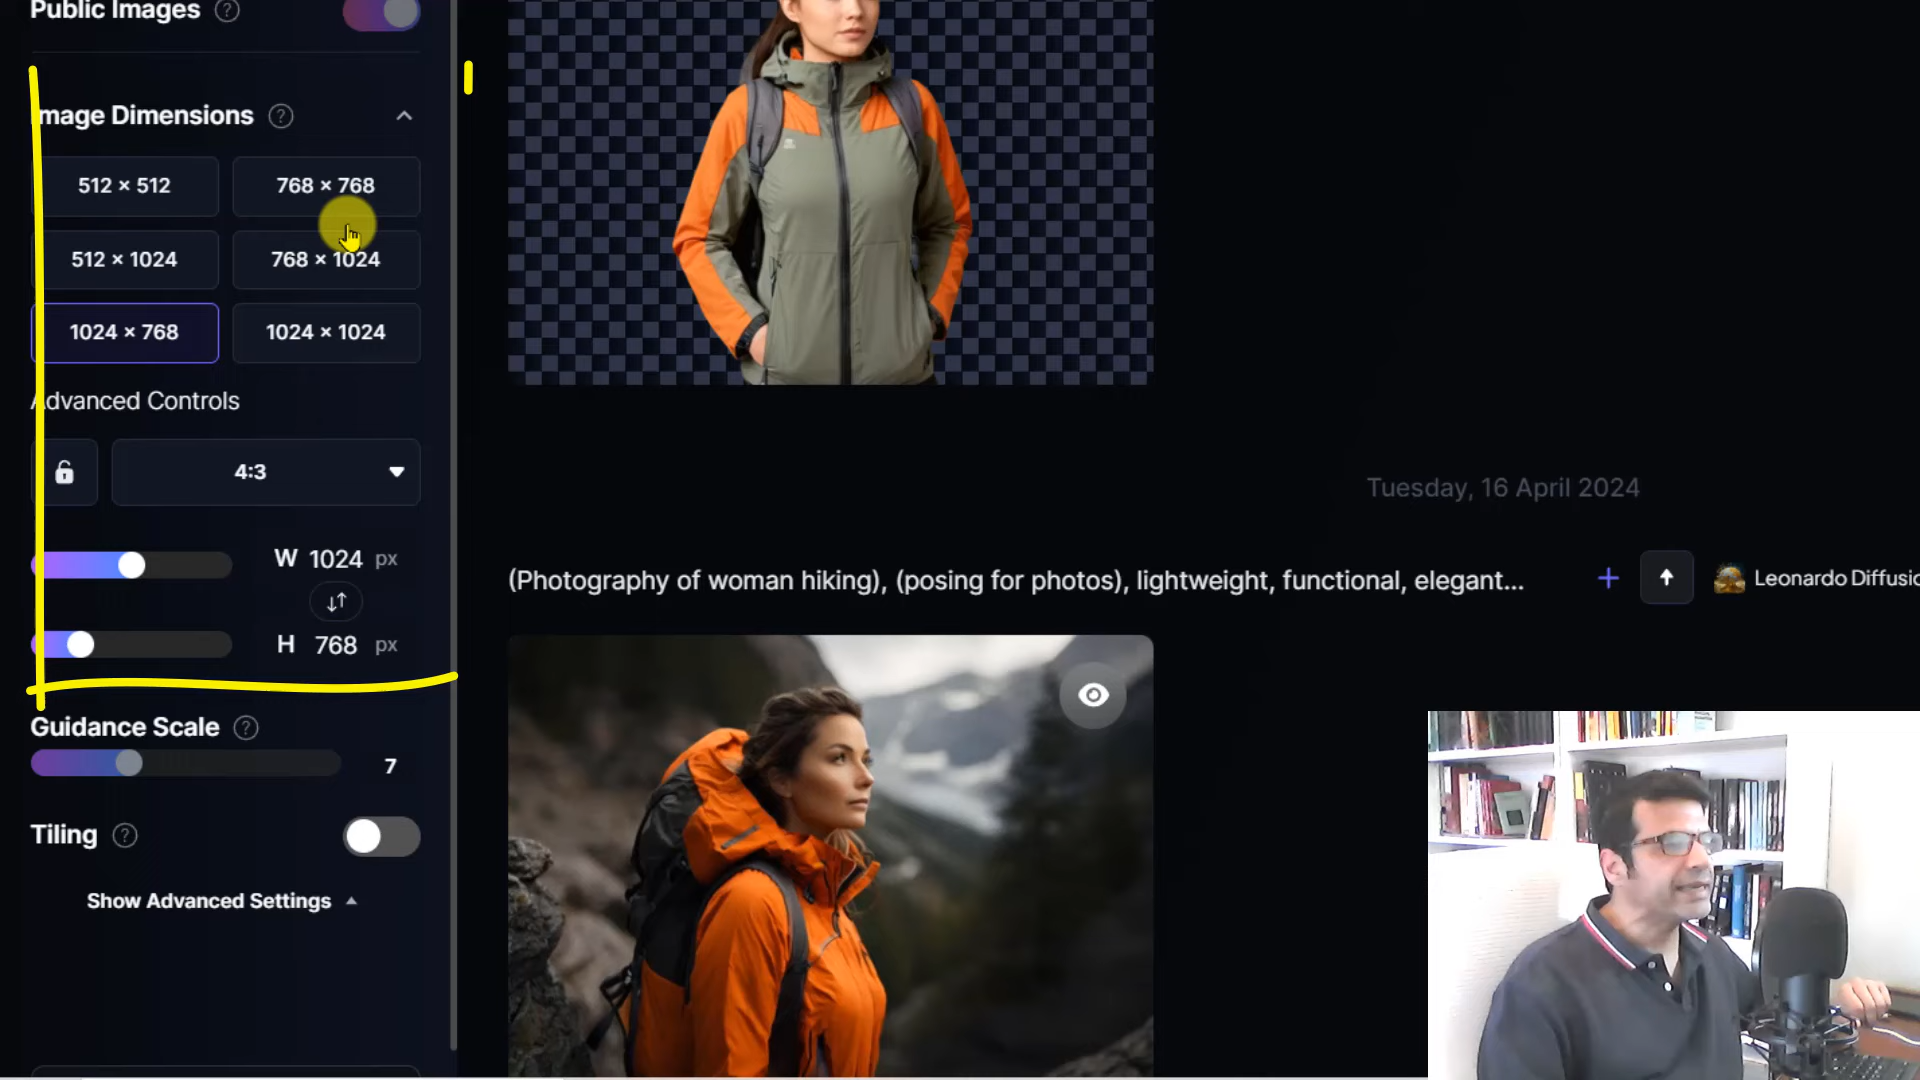 Public Images ?
Image Dimensions ?
512 × 512
768 × 768
512 × 1024
768 × 1024
1024 × 768
1024 × 1024
Advanced Controls
4:3
W 1024 px
H 768 px
Guidance Scale ?
7
Tiling ?
Show Advanced Settings
Tuesday, 16 April 2024
(Photography of woman hiking), (posing for photos), lightweight, functional, elegant...
Leonardo Diffusio